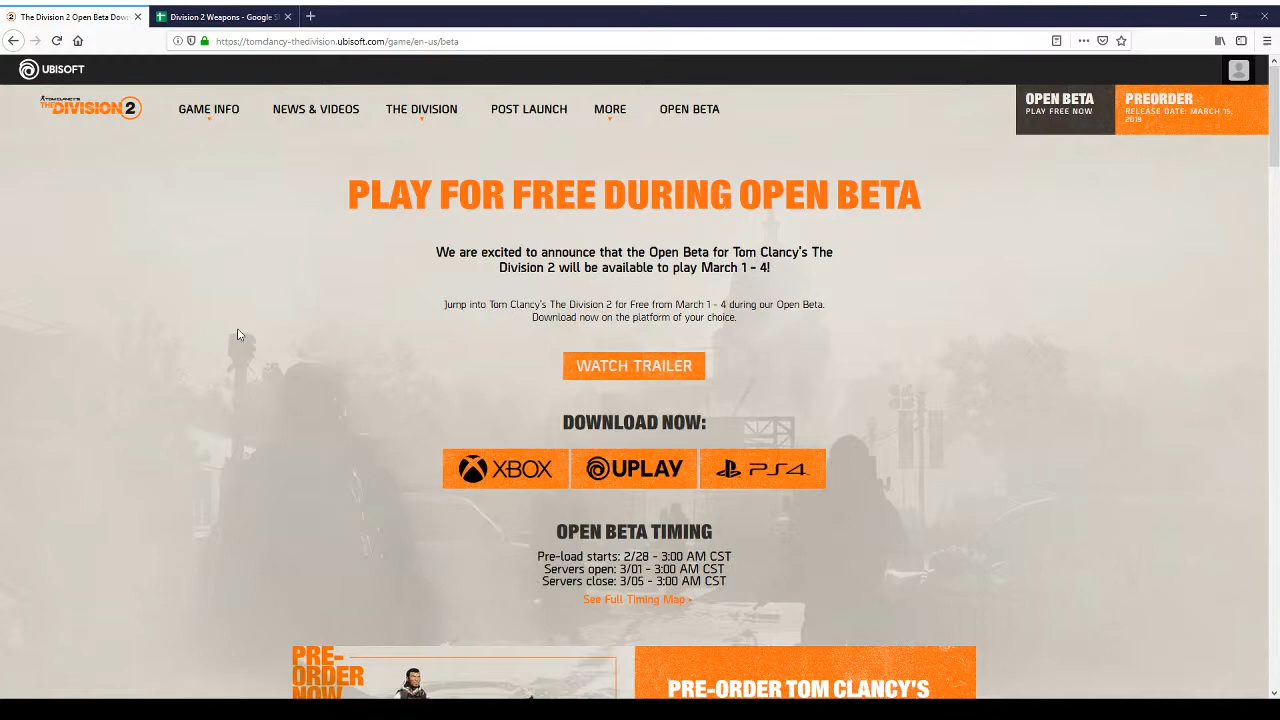 The Division 2 Open Beta Down
Division 2 Weapons - Google S
https://tomclancy-thedivision.ubisoft.com/game/en-us/beta
UBISOFT
TOM CLANCY'S
THE DIVISION 2
GAME INFO
NEWS & VIDEOS
THE DIVISION
POST LAUNCH
MORE
OPEN BETA
OPEN BETA
PLAY FREE NOW
PREORDER
RELEASE DATE: MARCH 15,
2019
PLAY FOR FREE DURING OPEN BETA
We are excited to announce that the Open Beta for Tom Clancy's The
Division 2 will be available to play March 1 - 4!
Jump into Tom Clancy's The Division 2 for Free from March 1 - 4 during our Open Beta.
Download now on the platform of your choice.
WATCH TRAILER
DOWNLOAD NOW:
XBOX
UPLAY
PS4
OPEN BETA TIMING
Pre-load starts: 2/28 - 3:00 AM CST
Servers open: 3/01 - 3:00 AM CST
Servers close: 3/05 - 3:00 AM CST
See Full Timing Map >
PRE-
ORDER
NOW
PRE-ORDER TOM CLANCY'S